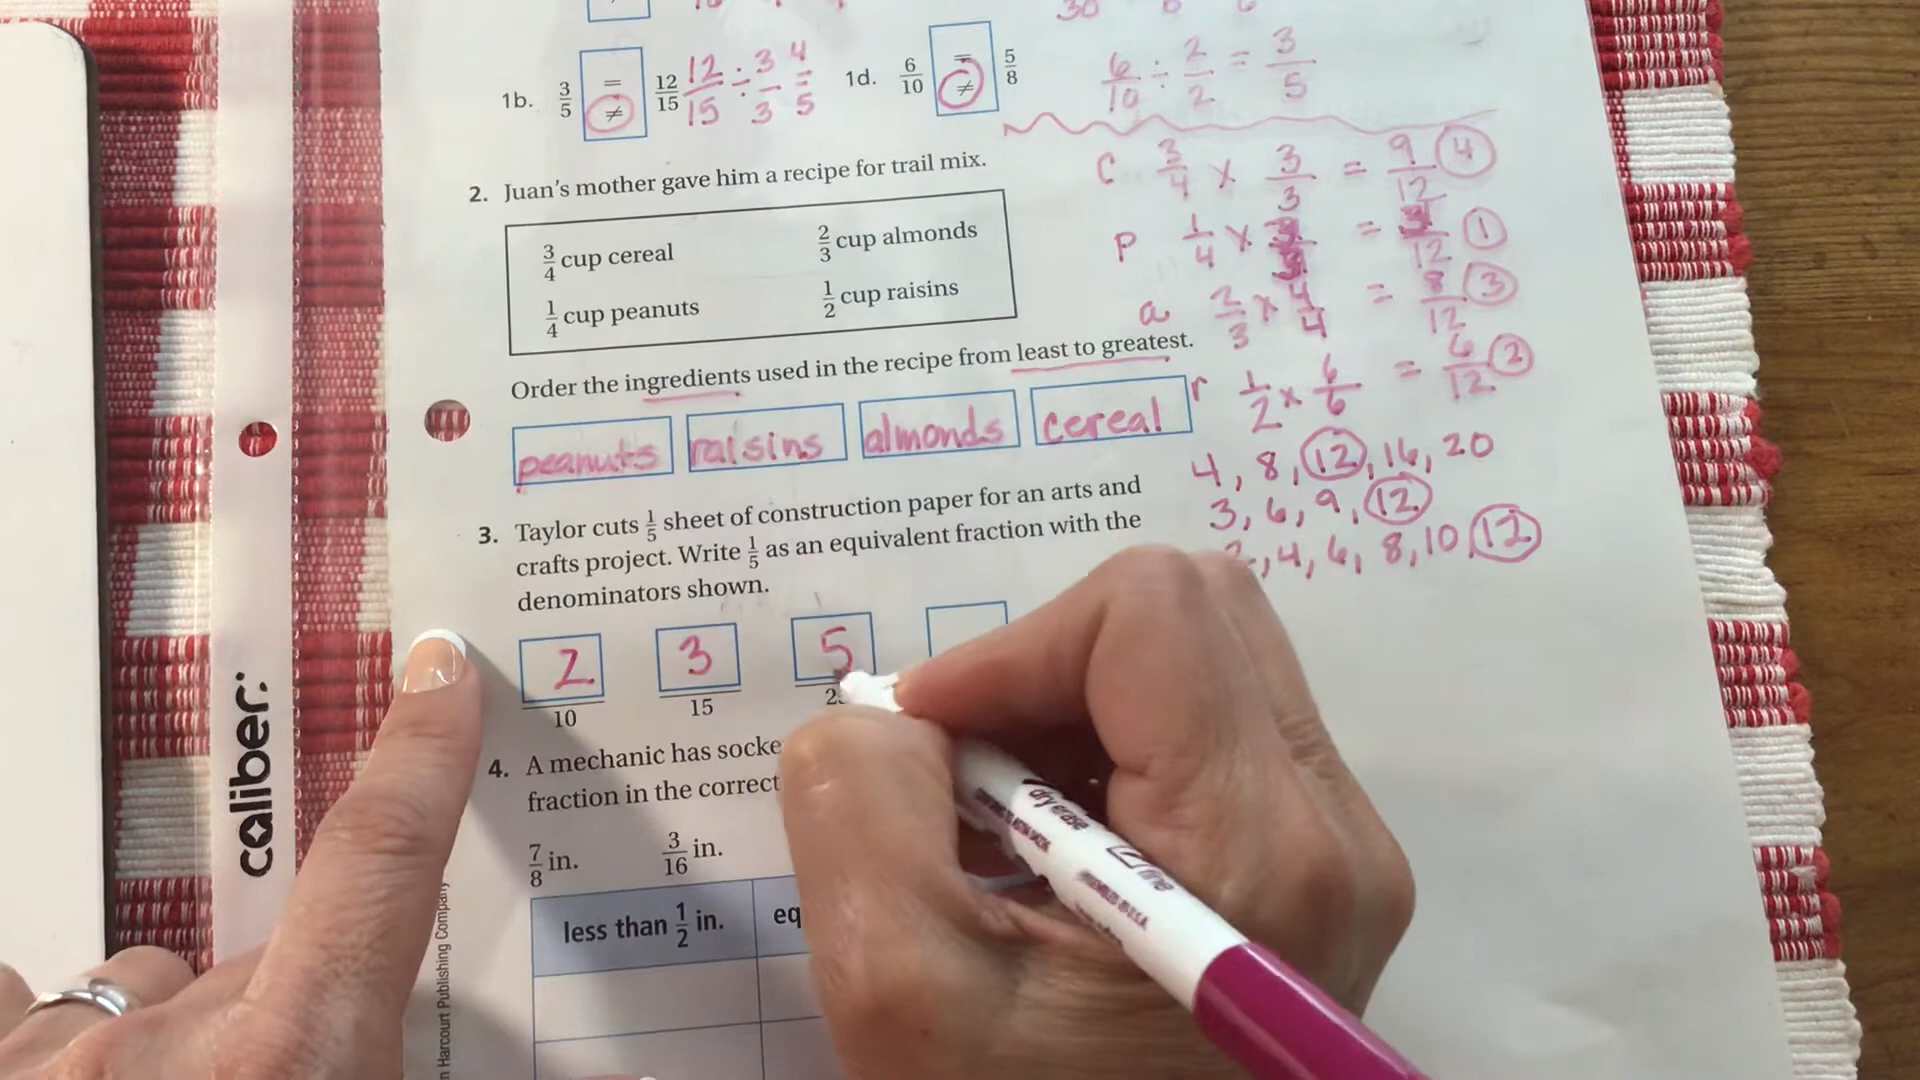 1b. 3/5 = ≠ 12/15 12/15 ÷ 3/3 = 4/5 1d. 6/10 = ≠ 5/8 6/10 ÷ 2/2 = 3/5
2. Juan's mother gave him a recipe for trail mix.
3/4 cup cereal 2/3 cup almonds
1/4 cup peanuts 1/2 cup raisins
C 3/4 x 3/3 = 9/12 4
P 1/4 x 3/3 = 3/12 1
a 2/3 x 4/4 = 8/12 3
r 1/2 x 6/6 = 6/12 2
Order the ingredients used in the recipe from least to greatest.
peanuts raisins almonds cereal
4, 8, 12, 16, 20
3, 6, 9, 12
2, 4, 6, 8, 10, 12
3. Taylor cuts 1/5 sheet of construction paper for an arts and
crafts project. Write 1/5 as an equivalent fraction with the
denominators shown.
2/10 3/15 5
4. A mechanic has
fraction in the correct
7/8 in. 3/16 in.
less than 1/2 in.
caliber
Harcourt Publishing Company
dry erase
fine